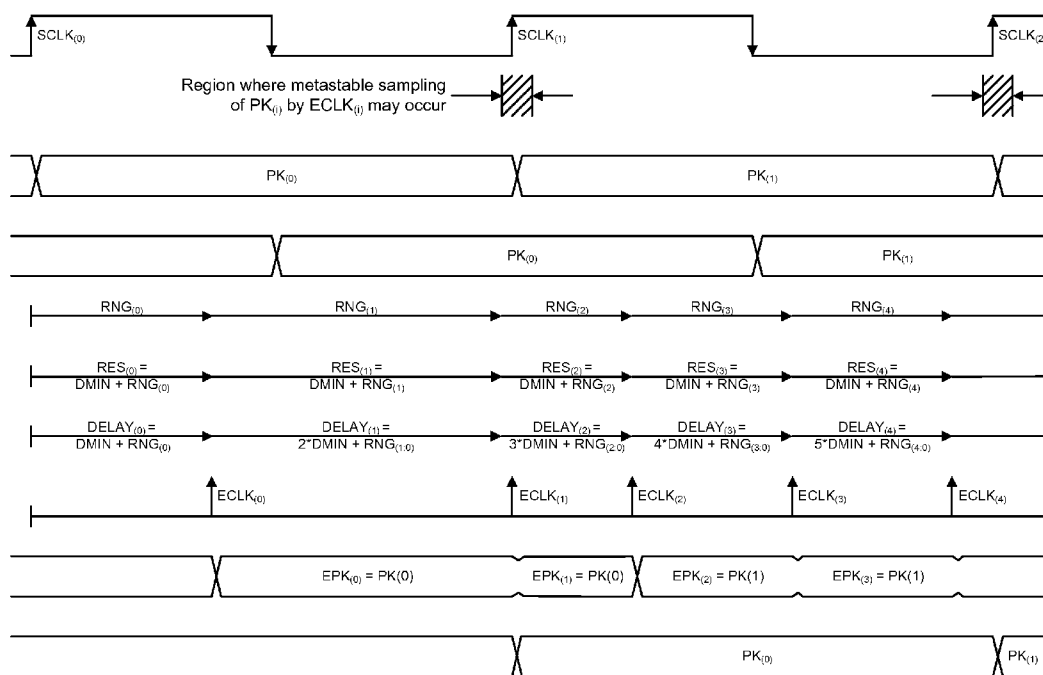 SCLK(0) SCLK(1) SCLK(2
Region where metastable sampling
of PK(i) by ECLK(i) may occur
PK(0) PK(1)
PK(0) PK(1)
RNG(0) RNG(1) RNG(2) RNG(3) RNG(4)
RES(0) = RES(1) = RES(2) = RES(3) = RES(4) =
DMIN + RNG(0) DMIN + RNG(1) DMIN + RNG(2) DMIN + RNG(3) DMIN + RNG(4)
DELAY(0) = DELAY(1) = DELAY(2) = DELAY(3) = DELAY(4) =
DMIN + RNG(0) 2*DMIN + RNG(1:0) 3*DMIN + RNG(2:0) 4*DMIN + RNG(3:0) 5*DMIN + RNG(4:0)
ECLK(0) ECLK(1) ECLK(2) ECLK(3) ECLK(4)
EPK(0) = PK(0) EPK(1) = PK(0) EPK(2) = PK(1) EPK(3) = PK(1)
PK(0) PK(1)